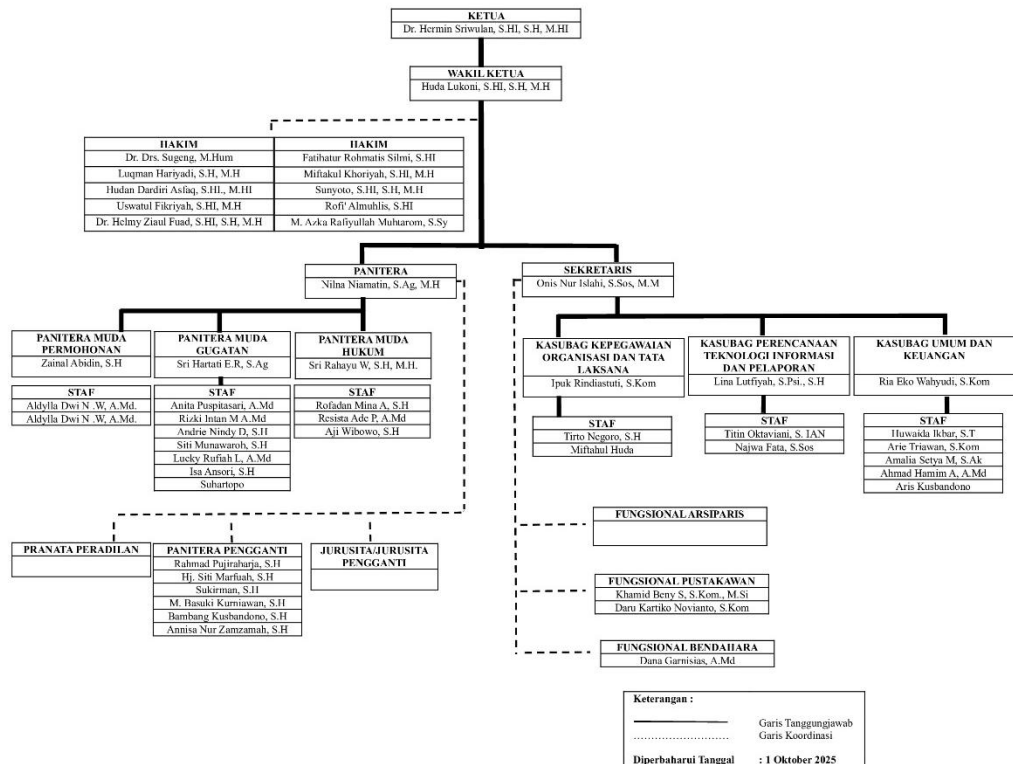 KETUA
Dr. Hermin Sriwulan, S.HI, S.H, M.HI
WAKIL KETUA
Huda Lukoni, S.HI, S.H, M.H
HAKIM
Dr. Drs. Sugeng, M.Hum
Luqman Hariyadi, S.H, M.H
Hudan Dardiri Asfaq, S.HI., M.HI
Uswatul Fikriyah, S.HI, M.H
Dr. Helmy Ziaul Fuad, S.HI, S.H, M.H
HAKIM
Fatihatur Rohmatis Silmi, S.HI
Miftakul Khoriyah, S.HI, M.H
Sunyoto, S.HI, S.H, M.H
Rofi' Almuhlis, S.HI
M. Azka Rafiyullah Muhtarom, S.Sy
PANITERA
Nilna Niamatin, S.Ag, M.H
SEKRETARIS
Onis Nur Islahi, S.Sos, M.M
PANITERA MUDA
PERMOHONAN
Zainal Abidin, S.H
PANITERA MUDA
GUGATAN
Sri Hartati E.R, S.Ag
PANITERA MUDA
HUKUM
Sri Rahayu W, S.H, M.H.
KASUBAG KEPEGAWAIAN
ORGANISASI DAN TATA
LAKSANA
Ipuk Rindiastuti, S.Kom
KASUBAG PERENCANAAN
TEKNOLOGI INFORMASI
DAN PELAPORAN
Lina Lutfiyah, S.Psi., S.H
KASUBAG UMUM DAN
KEUANGAN
Ria Eko Wahyudi, S.Kom
STAF
Aldylla Dwi N .W, A.Md.
Aldylla Dwi N .W, A.Md.
STAF
Anita Puspitasari, A.Md
Rizki Intan M A.Md
Andrie Nindy D, S.H
Siti Munawaroh, S.H
Lucky Rufiah L, A.Md
Isa Ansori, S.H
Suhartopo
STAF
Rofadan Mina A, S.H
Resista Ade P, A.Md
Aji Wibowo, S.H
STAF
Tirto Negoro, S.H
Miftahul Huda
STAF
Titin Oktaviani, S. IAN
Najwa Fata, S.Sos
STAF
Huwaida Ikbar, S.T
Arie Triawan, S.Kom
Amalia Setya M, S.Ak
Ahmad Hamim A, A.Md
Aris Kusbandono
PRANATA PERADILAN
PANITERA PENGGANTI
Rahmad Pujiraharja, S.H
Hj. Siti Marfuah, S.H
Sukirman, S.H
M. Basuki Kurniawan, S.H
Bambang Kusbandono, S.H
Annisa Nur Zamzamah, S.H
JURUSITA/JURUSITA
PENGGANTI
FUNGSIONAL ARSIPARIS
FUNGSIONAL PUSTAKAWAN
Khamid Beny S, S.Kom., M.Si
Daru Kartiko Novianto, S.Kom
FUNGSIONAL BENDAHARA
Dana Garnisias, A.Md
Keterangan :
Garis Tanggungjawab
Garis Koordinasi
Diperbaharui Tanggal : 1 Oktober 2025